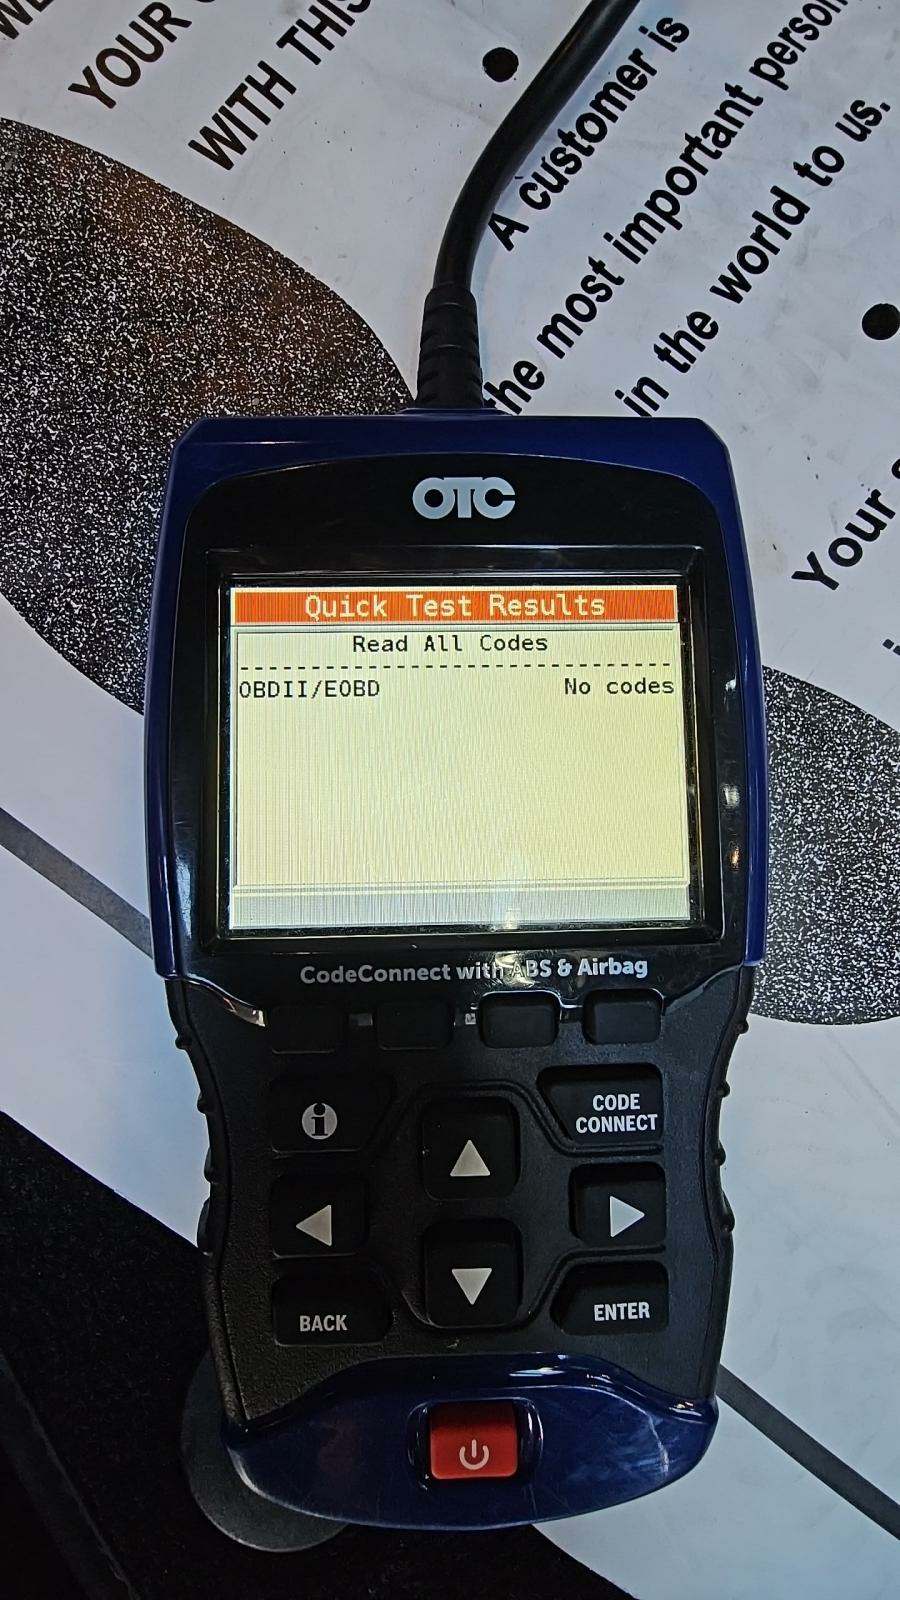 YOUR
WITH THIS
A customer is
the most important person
in the world to us.
Your
OTC
Quick Test Results
Read All Codes
--------------------------------
OBDII/EOBD No codes
CodeConnect with ABS & Airbag
i
CODE
CONNECT
BACK
ENTER